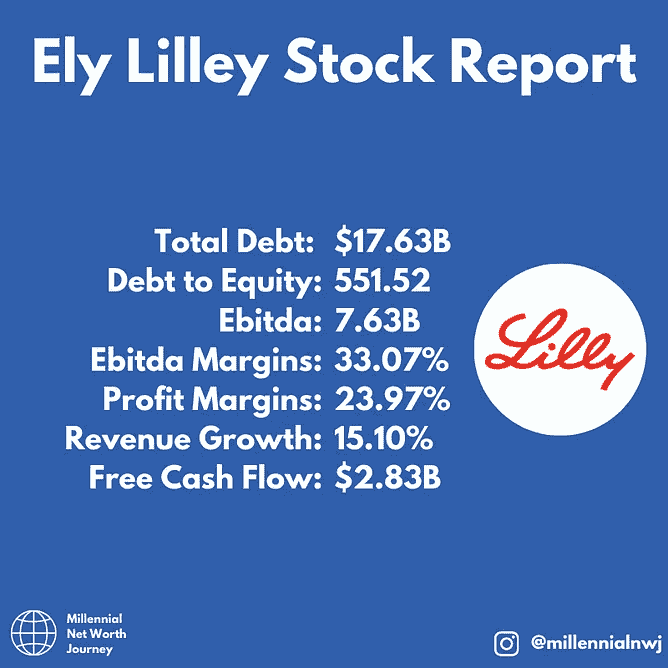 Ely Lilley Stock Report
Total Debt: $17.63B
Debt to Equity: 551.52
Ebitda: 7.63B
Ebitda Margins: 33.07%
Profit Margins: 23.97%
Revenue Growth: 15.10%
Free Cash Flow: $2.83B
Lilly
Millennial
Net Worth
Journey
@millennialnwj